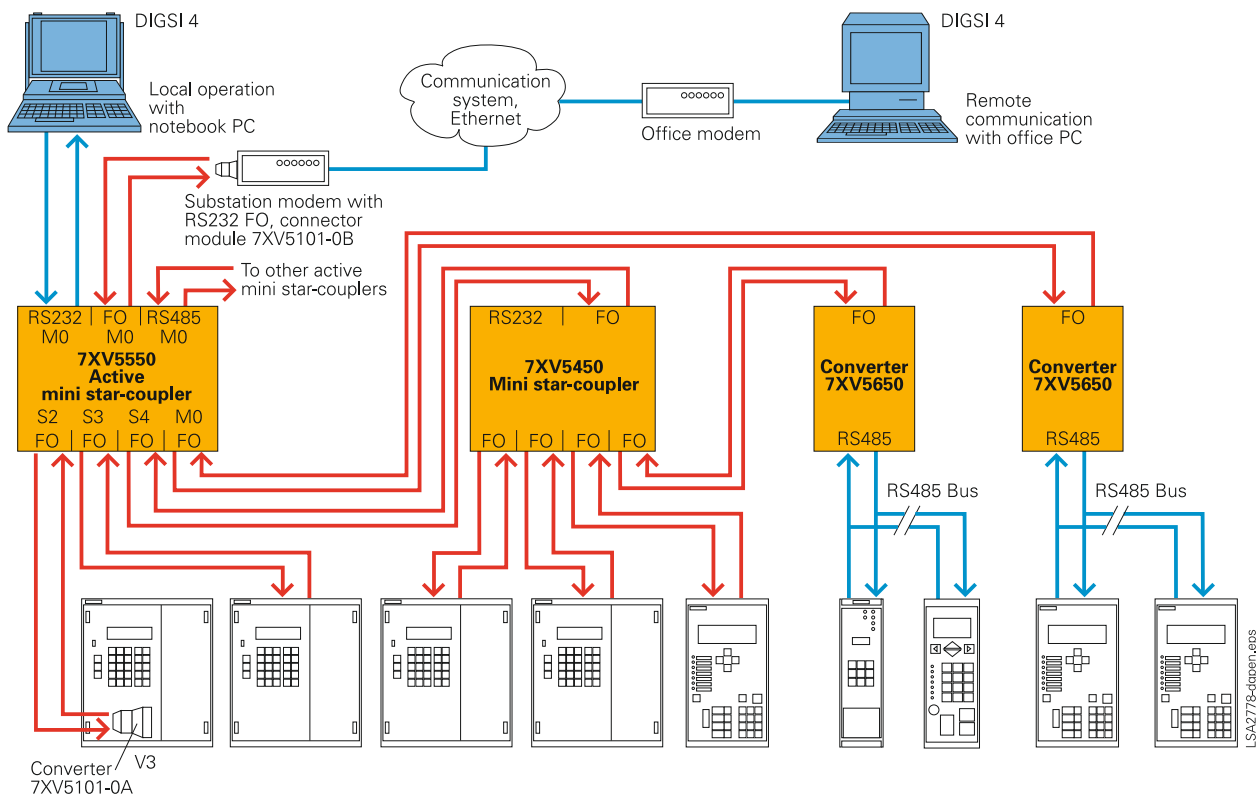 DIGSI 4
Local operation
with
notebook PC
Communication
system,
Ethernet
Office modem
DIGSI 4
Remote
communication
with office PC
Substation modem with
RS232 FO, connector
module 7XV5101-0B
To other active
mini star-couplers
RS232 | FO | RS485
M0 M0 M0
7XV5550
Active
mini star-coupler
S2 S3 S4 M0
FO | FO | FO | FO
RS232 | FO
7XV5450
Mini star-coupler
FO | FO | FO | FO
FO
Converter
7XV5650
RS485
FO
Converter
7XV5650
RS485
RS485 Bus
RS485 Bus
V3
Converter
7XV5101-0A
LSA2778-dgpen.eps